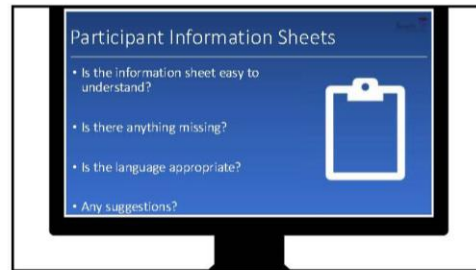 Participant Information Sheets
• Is the information sheet easy to
understand?
• Is there anything missing?
• Is the language appropriate?
• Any suggestions?